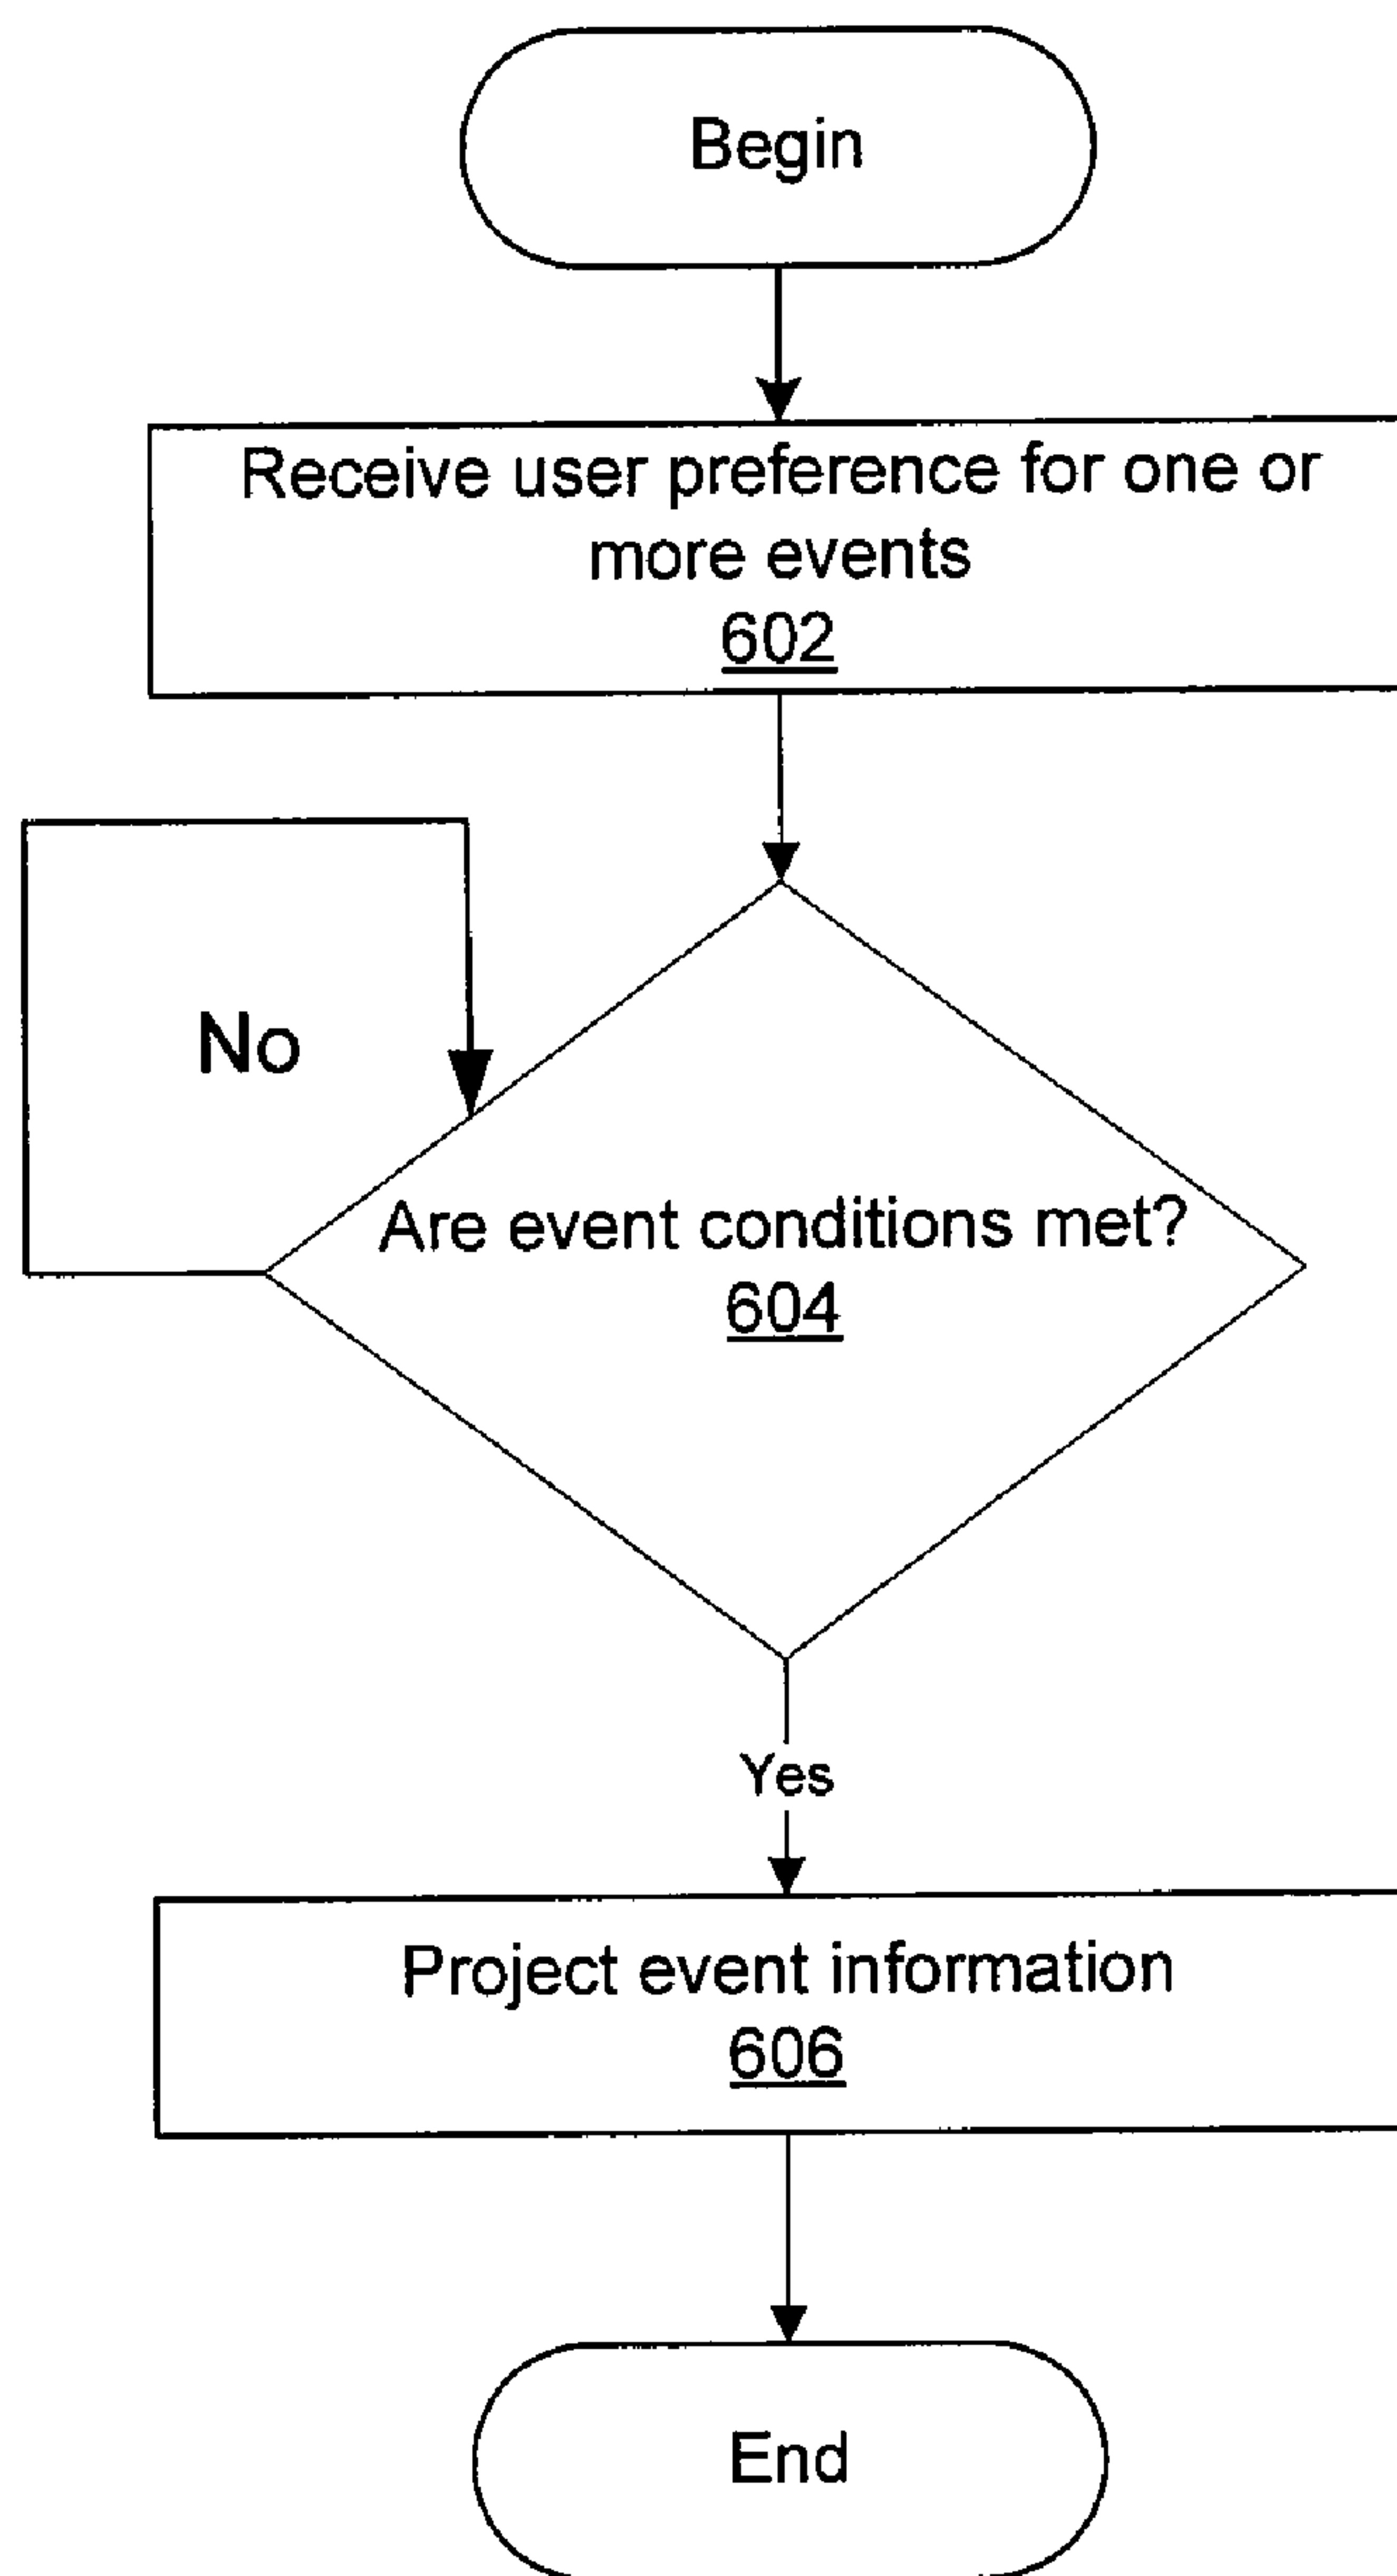 Begin
Receive user preference for one or
more events
602
No
Are event conditions met?
604
Yes
Project event information
606
End